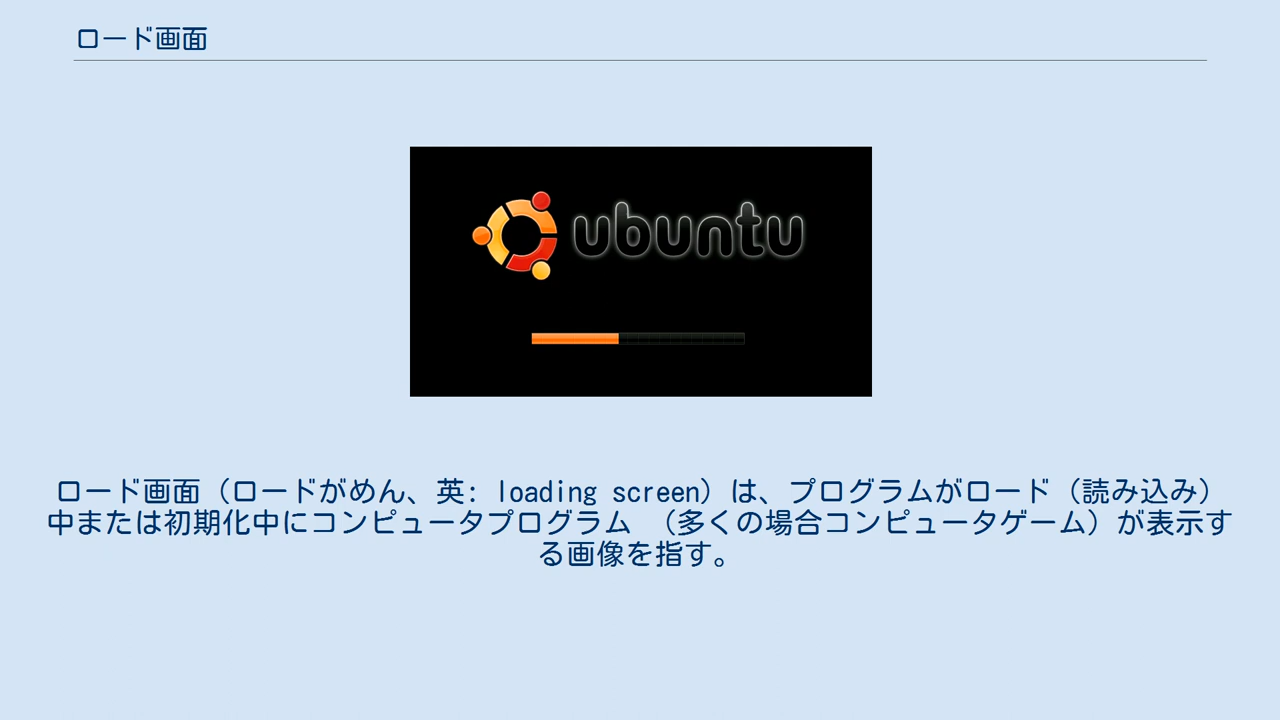 ロード画面
ubuntu
ロード画面（ロードがめん、英: loading screen）は、プログラムがロード（読み込み）
中または初期化中にコンピュータプログラム （多くの場合コンピュータゲーム）が表示す
る画像を指す。